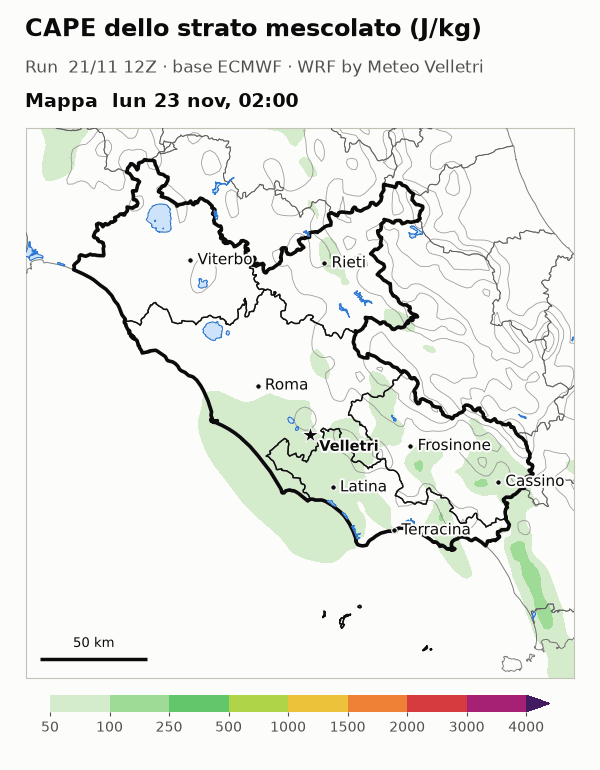 CAPE dello strato mescolato (J/kg)
Run  21/11 12Z · base ECMWF · WRF by Meteo Velletri
Mappa  lun 23 nov, 02:00
Viterbo
Rieti
Roma
Velletri
Frosinone
Cassino
Latina
Terracina
50 km
50 100 250 500 1000 1500 2000 3000 4000